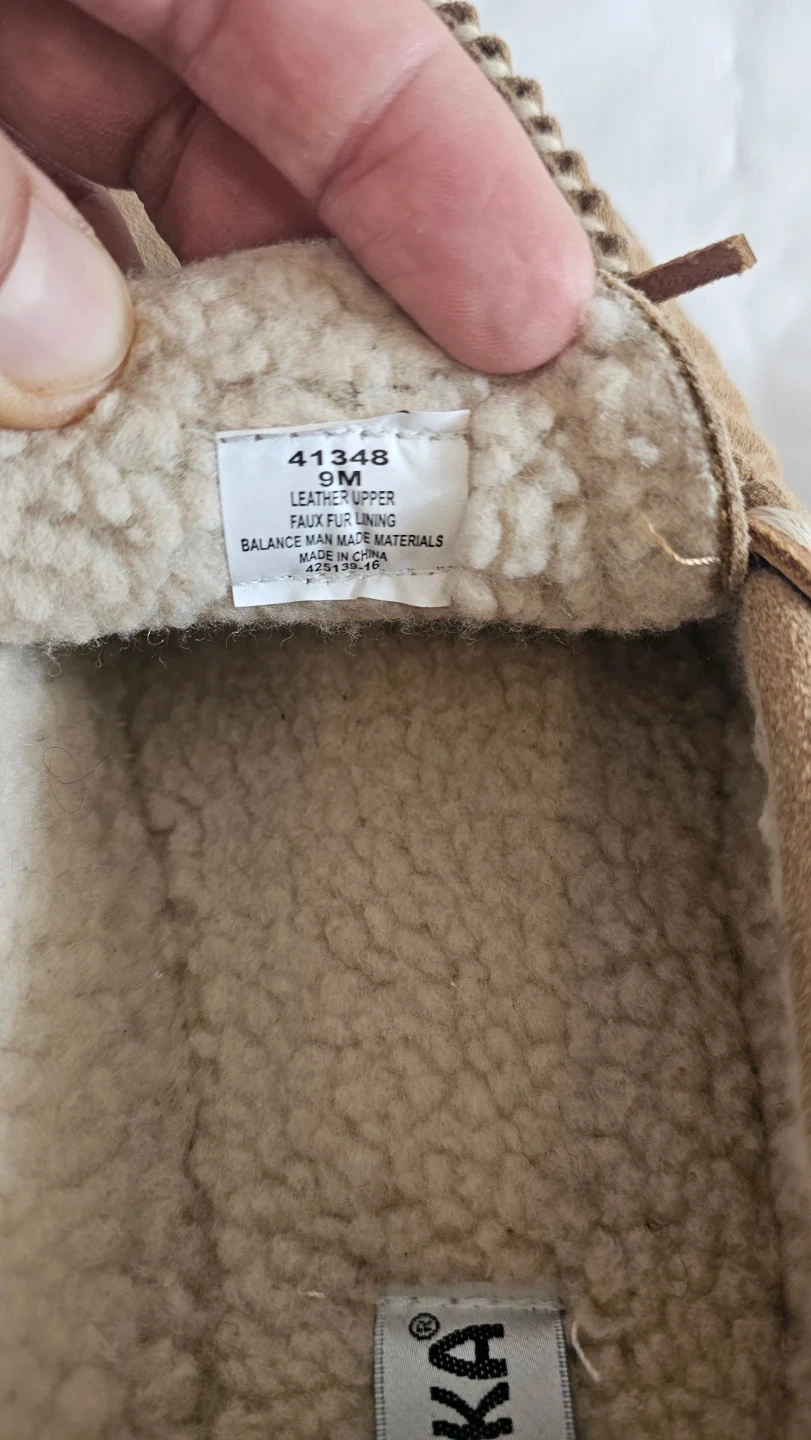 41348
9M
LEATHER UPPER
FAUX FUR LINING
BALANCE MAN MADE MATERIALS
MADE IN CHINA
425139-16
KA®